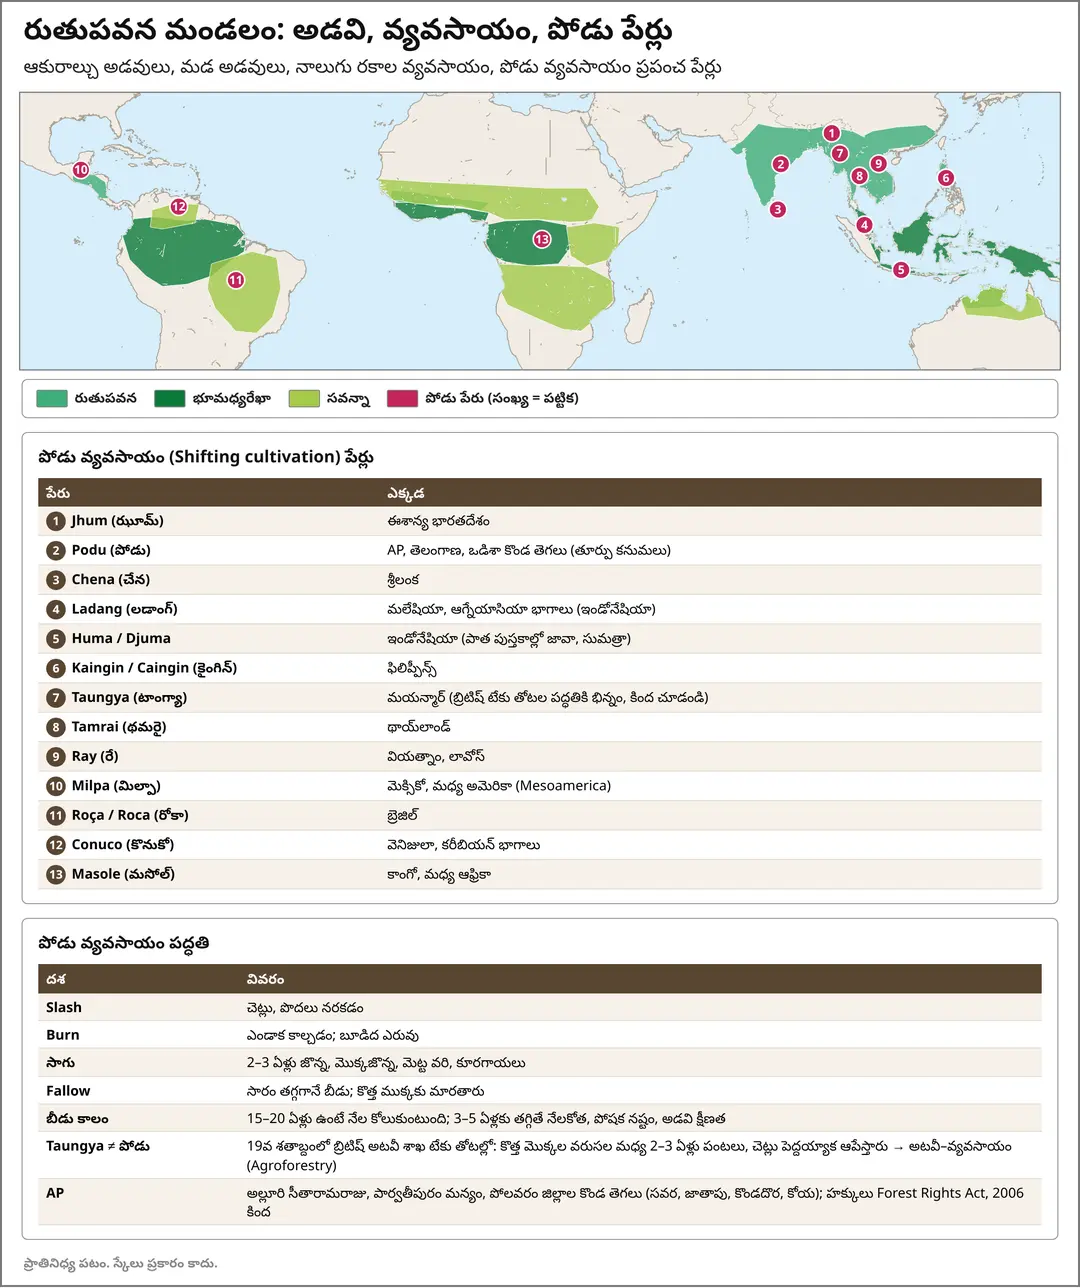 రుతుపవన మండలం: అడవి, వ్యవసాయం, పోడు పేర్లు
ఆకురాల్చు అడవులు, మడ అడవులు, నాలుగు రకాల వ్యవసాయం, పోడు వ్యవసాయం ప్రపంచ పేర్లు
1
7
2
9
10
8
6
12
3
4
13
5
11
రుతుపవన
భూమధ్యరేఖా
సవన్నా
పోడు పేరు (సంఖ్య = పట్టిక)
పోడు వ్యవసాయం (Shifting cultivation) పేర్లు
పేరు ఎక్కడ
1 Jhum (ఝూమ్) ఈశాన్య భారతదేశం
2 Podu (పోడు) AP, తెలంగాణ, ఒడిశా కొండ తెగలు (తూర్పు కనుమలు)
3 Chena (చేన) శ్రీలంక
4 Ladang (లడాంగ్) మలేషియా, ఆగ్నేయాసియా భాగాలు (ఇండోనేషియా)
5 Huma / Djuma ఇండోనేషియా (పాత పుస్తకాల్లో జావా, సుమత్రా)
6 Kaingin / Caingin (కైంగిన్) ఫిలిప్పీన్స్
7 Taungya (టాంగ్యా) మయన్మార్ (బ్రిటిష్ టేకు తోటల పద్ధతికి భిన్నం, కింద చూడండి)
8 Tamrai (థమరై) థాయ్‌లాండ్
9 Ray (రే) వియత్నాం, లావోస్
10 Milpa (మిల్పా) మెక్సికో, మధ్య అమెరికా (Mesoamerica)
11 Roça / Roca (రోకా) బ్రెజిల్
12 Conuco (కొనుకో) వెనిజులా, కరీబియన్ భాగాలు
13 Masole (మసోల్) కాంగో, మధ్య ఆఫ్రికా
పోడు వ్యవసాయం పద్ధతి
దశ వివరం
Slash చెట్లు, పొదలు నరకడం
Burn ఎండాక కాల్చడం; బూడిద ఎరువు
సాగు 2–3 ఏళ్లు జొన్న, మొక్కజొన్న, మెట్ట వరి, కూరగాయలు
Fallow సారం తగ్గగానే బీడు; కొత్త ముక్కకు మారతారు
బీడు కాలం 15–20 ఏళ్లు ఉంటే నేల కోలుకుంటుంది; 3–5 ఏళ్లకు తగ్గితే నేలకోత, పోషక నష్టం, అడవి క్షీణత
Taungya ≠ పోడు 19వ శతాబ్దంలో బ్రిటిష్ అటవీ శాఖ టేకు తోటల్లో: కొత్త మొక్కల వరుసల మధ్య 2–3 ఏళ్లు పంటలు, చెట్లు పెద్దయ్యాక ఆపేస్తారు → అటవీ–వ్యవసాయం
(Agroforestry)
AP అల్లూరి సీతారామరాజు, పార్వతీపురం మన్యం, పోలవరం జిల్లాల కొండ తెగలు (సవర, జాతాపు, కొండదొర, కోయ); హక్కులు Forest Rights Act, 2006
కింద
ప్రాతినిధ్య పటం. స్కేలు ప్రకారం కాదు.